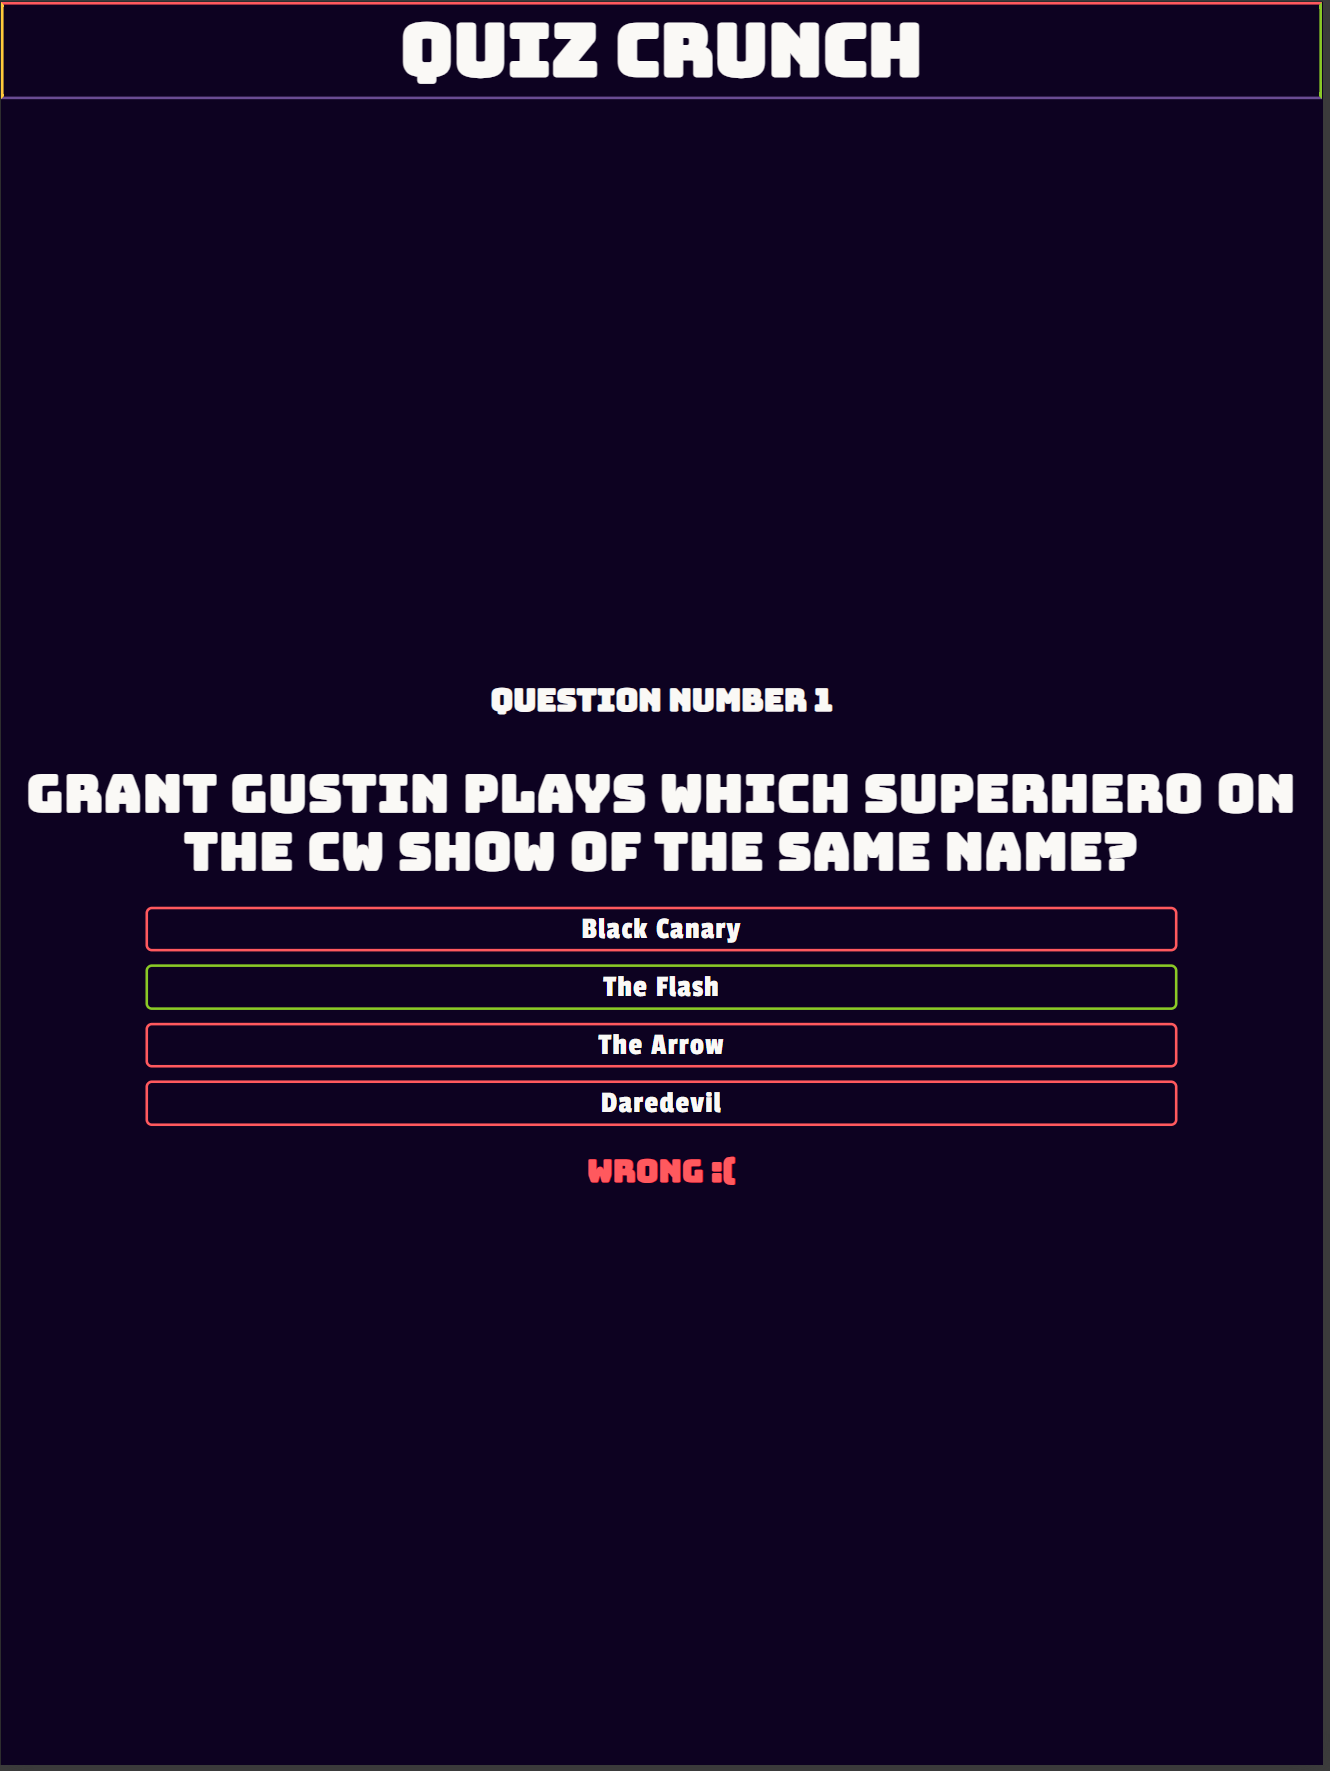 QUIZ CRUNCH
QUESTION NUMBER 1
GRANT GUSTIN PLAYS WHICH SUPERHERO ON
THE CW SHOW OF THE SAME NAME?
Black Canary
The Flash
The Arrow
Daredevil
WRONG :(